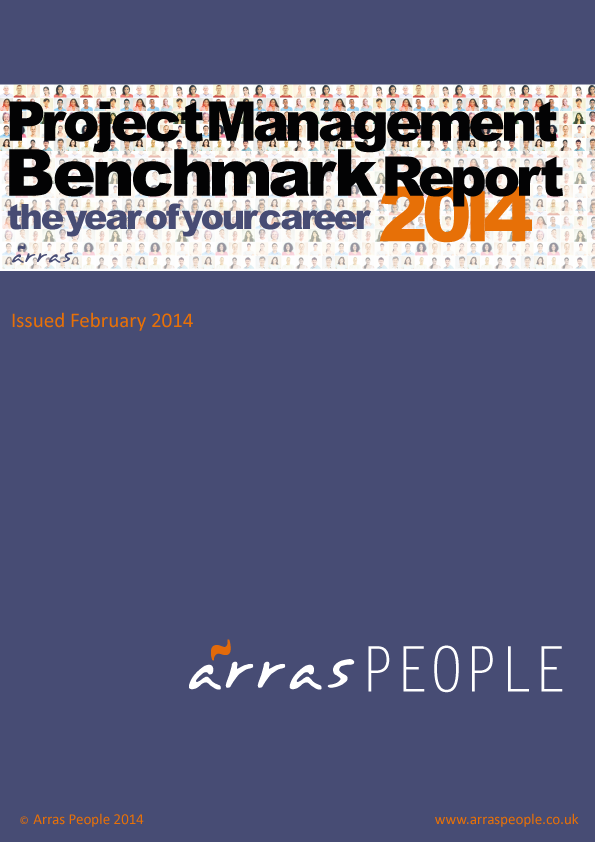 Project Management
Benchmark Report
the year of your career 2014
arras
Issued February 2014
arras PEOPLE
© Arras People 2014
www.arraspeople.co.uk